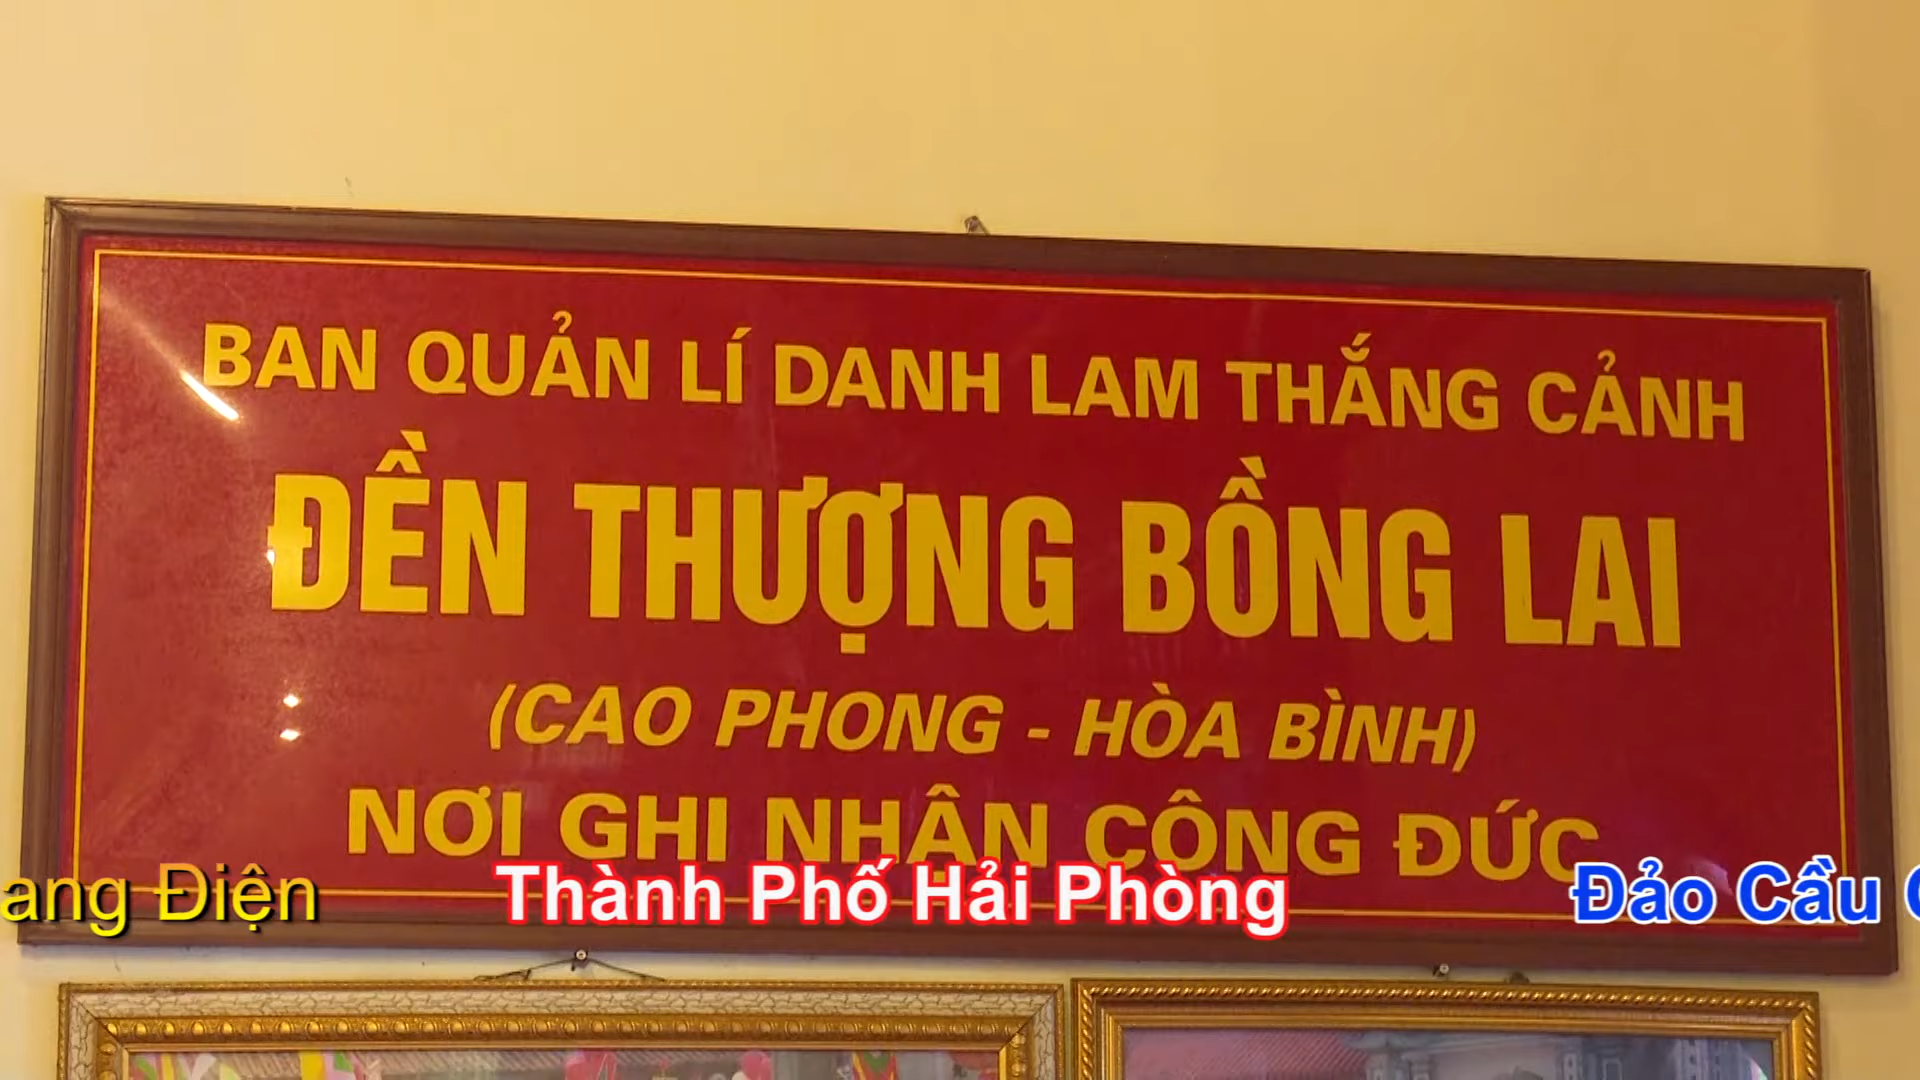 BAN QUẢN LÍ DANH LAM THẮNG CẢNH
ĐỀN THƯỢNG BỒNG LAI
(CAO PHONG - HÒA BÌNH)
NƠI GHI NHẬN CÔNG ĐỨC
Điện Thành Phố Hải Phòng Đảo Cầu